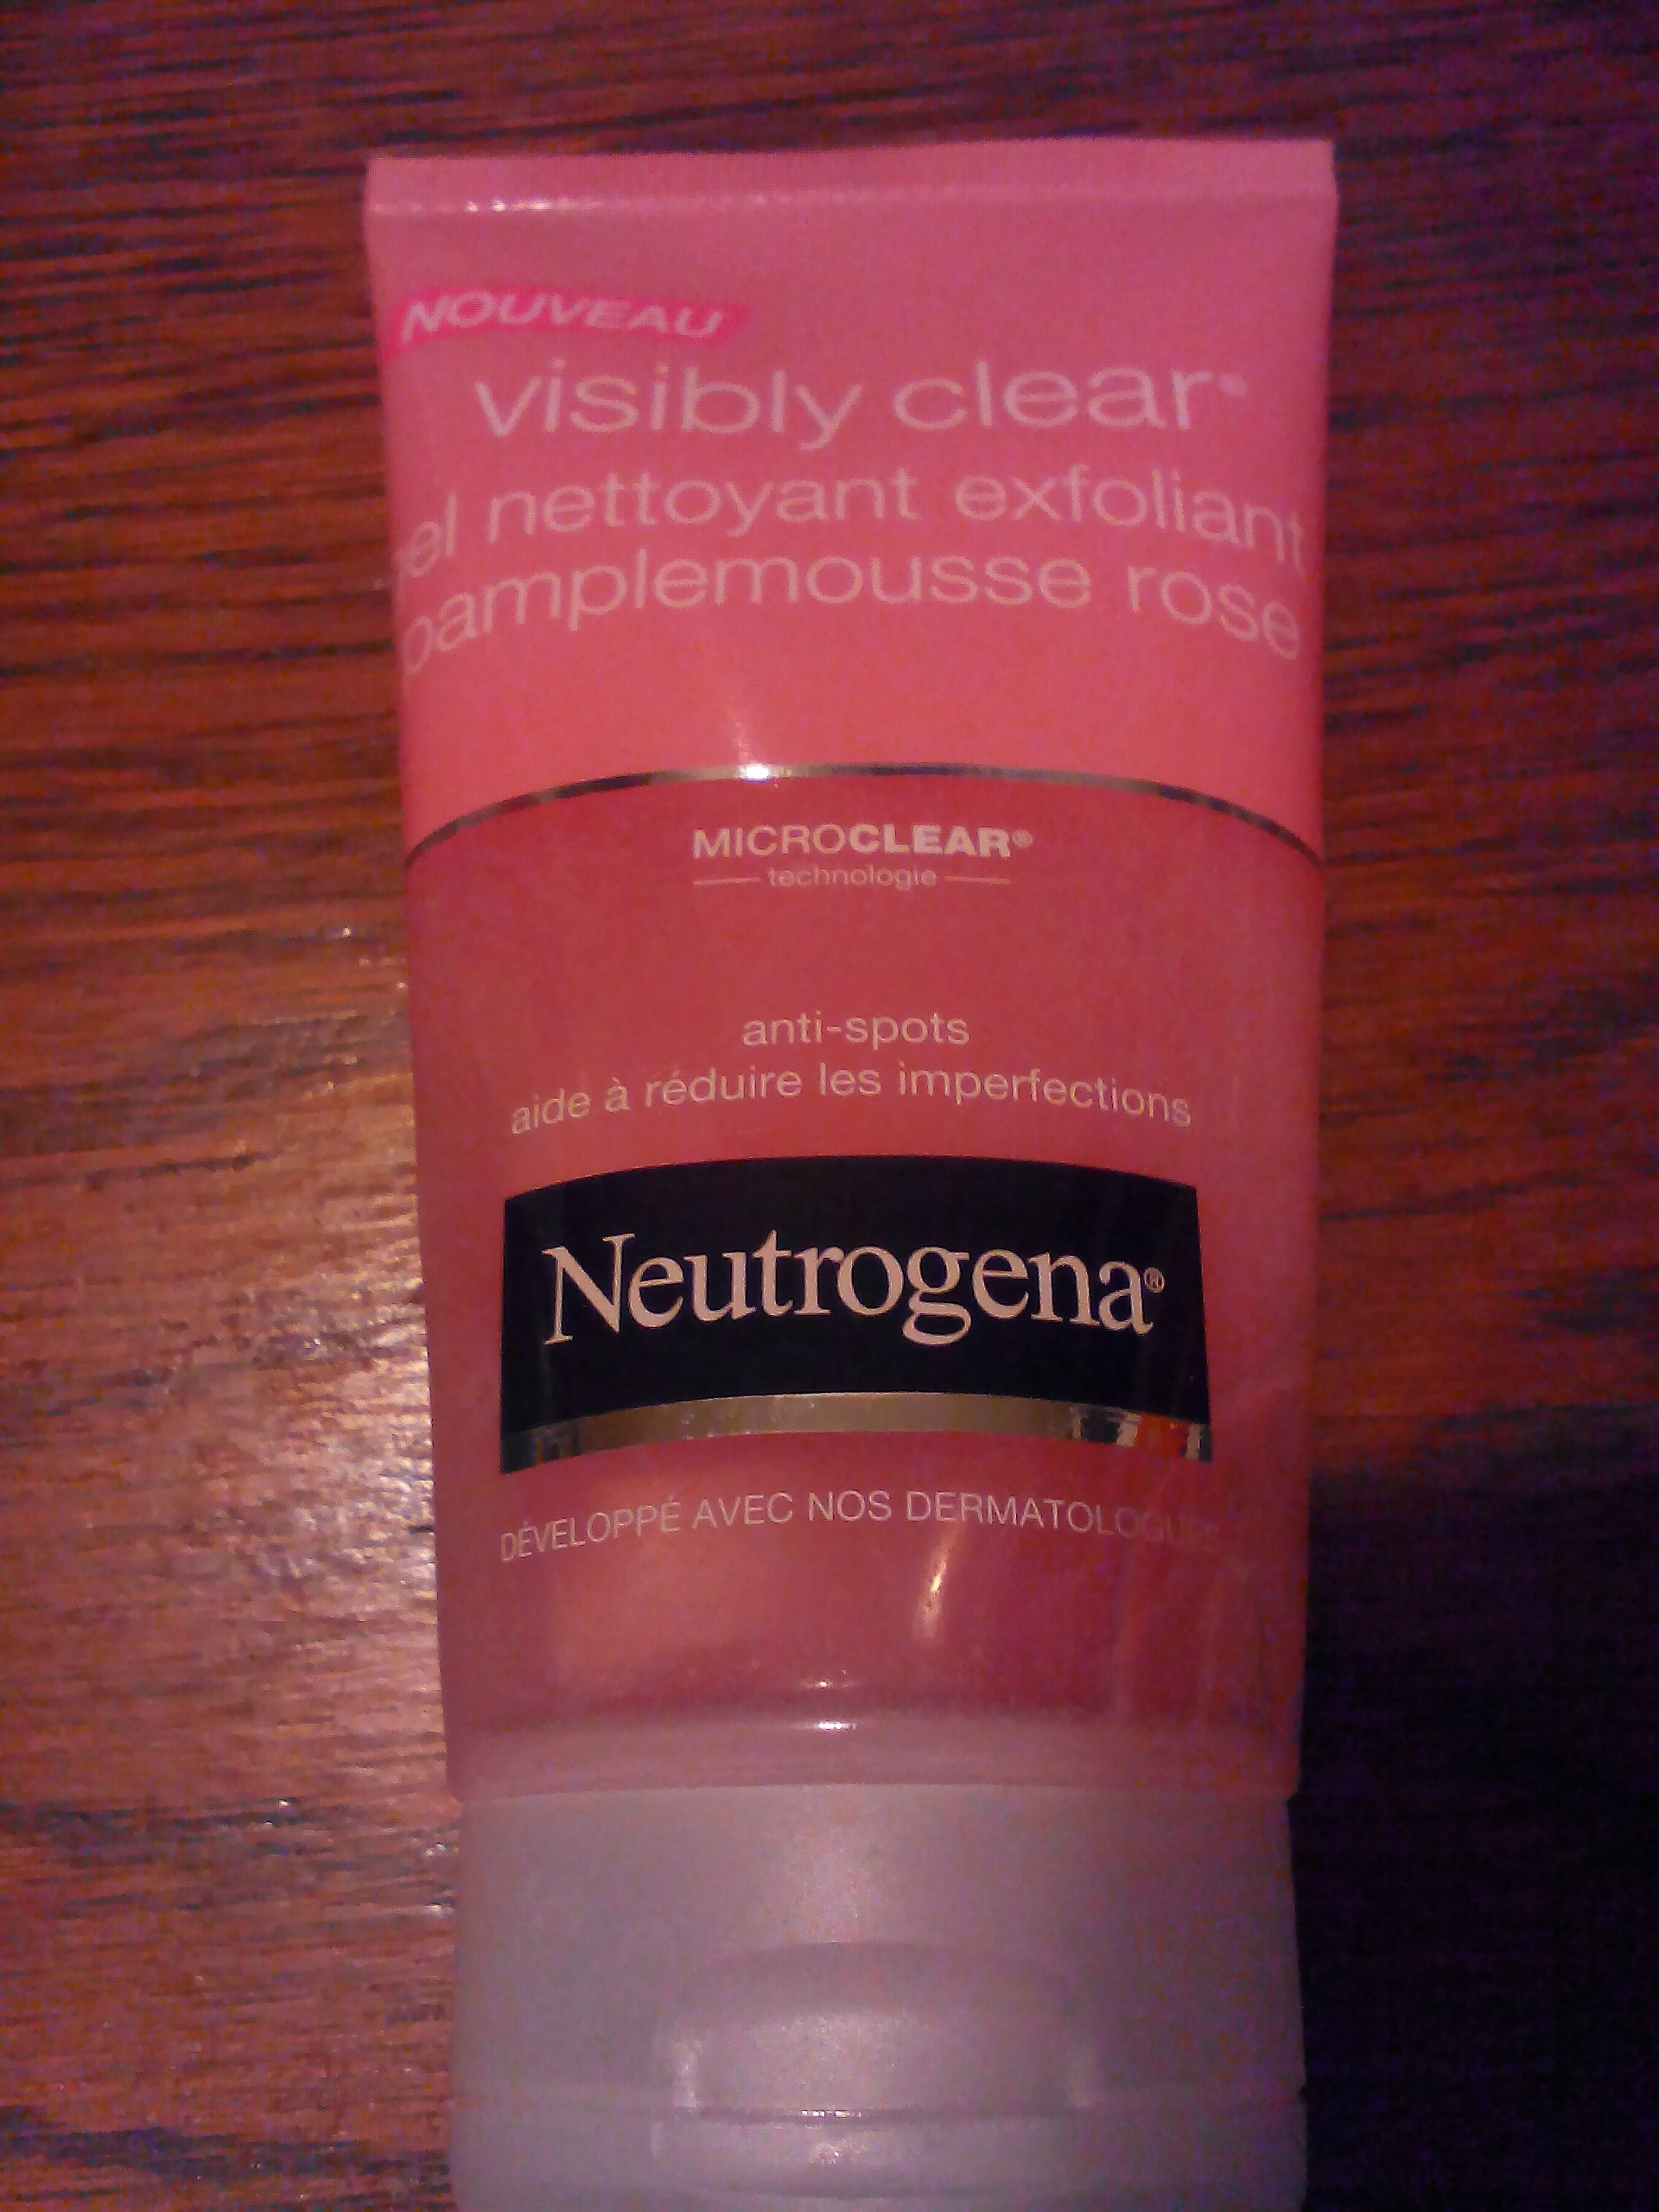 NOUVEAU
visibly clear®
gel nettoyant exfoliant
pamplemousse rose
MICROCLEAR®
technologie
anti-spots
aide à réduire les imperfections
Neutrogena®
DÉVELOPPÉ AVEC NOS DERMATOLOGUES